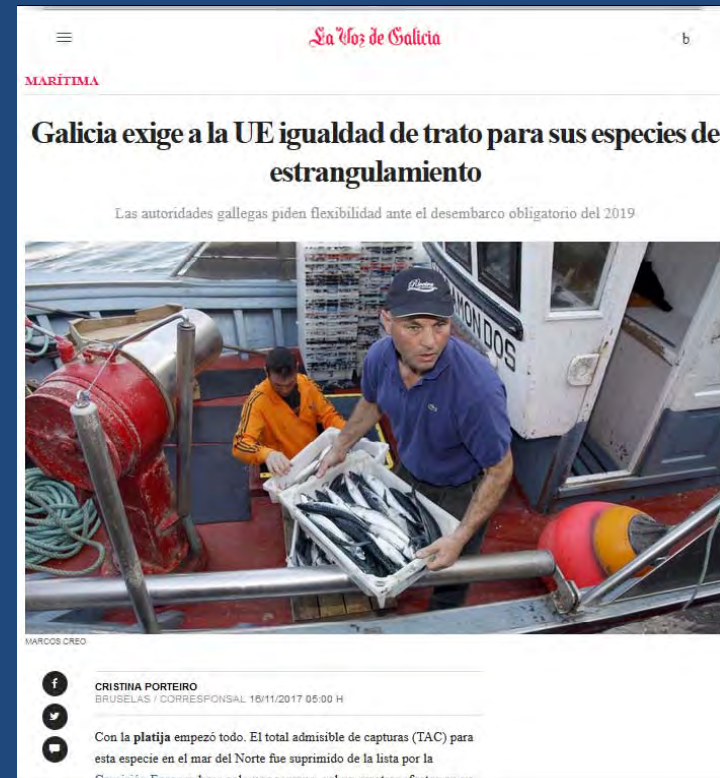 La Voz de Galicia
MARÍTIMA
Galicia exige a la UE igualdad de trato para sus especies de
estrangulamiento
Las autoridades gallegas piden flexibilidad ante el desembarco obligatorio del 2019
MONDOS
MARCOS CREO
CRISTINA PORTEIRO
BRUSELAS / CORRESPONSAL 16/11/2017 05:00 H
Con la platija empezó todo. El total admisible de capturas (TAC) para
esta especie en el mar del Norte fue suprimido de la lista por la